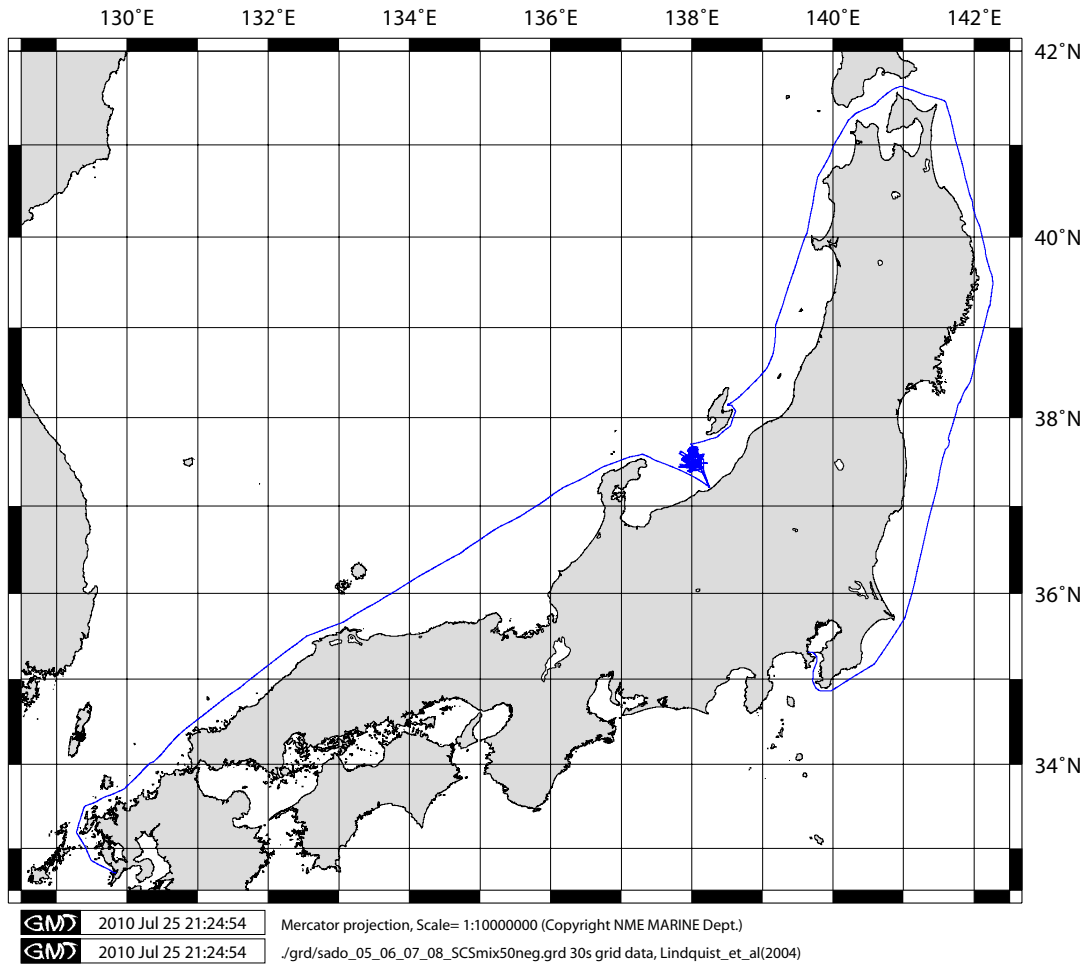 130˚E 132˚E 134˚E 136˚E 138˚E 140˚E 142˚E
42˚N
40˚N
38˚N
36˚N
34˚N
GMT 2010 Jul 25 21:24:54 Mercator projection, Scale= 1:10000000 (Copyright NME MARINE Dept.)
GMT 2010 Jul 25 21:24:54 ./grd/sado_05_06_07_08_SCSmix50neg.grd 30s grid data, Lindquist_et_al(2004)